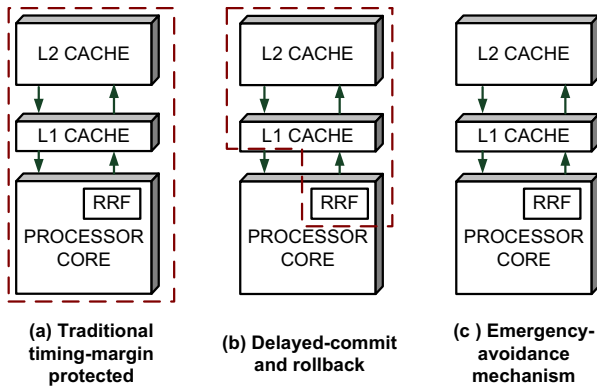 L2 CACHE
L1 CACHE
RRF
PROCESSOR
CORE
(a) Traditional
timing-margin
protected
L2 CACHE
L1 CACHE
RRF
PROCESSOR
CORE
(b) Delayed-commit
and rollback
L2 CACHE
L1 CACHE
RRF
PROCESSOR
CORE
(c ) Emergency-
avoidance
mechanism